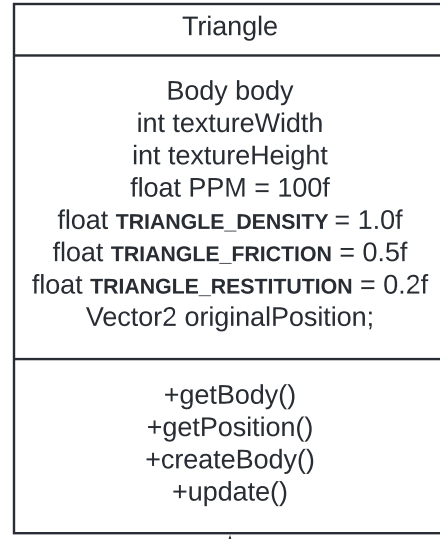 Triangle
Body body
int textureWidth
int textureHeight
float PPM = 100f
float TRIANGLE_DENSITY = 1.0f
float TRIANGLE_FRICTION = 0.5f
float TRIANGLE_RESTITUTION = 0.2f
Vector2 originalPosition;
+getBody()
+getPosition()
+createBody()
+update()